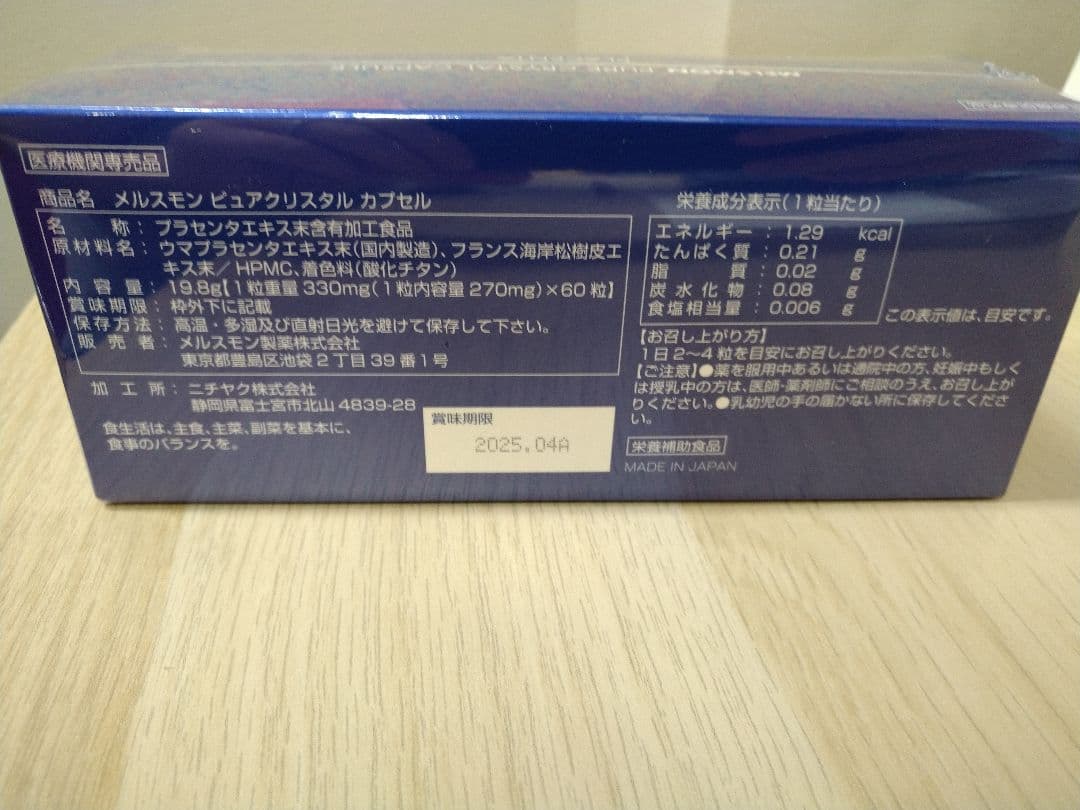 MELSMON PURE CRYSTAL CAPSULE
医療機関専売品
商品名 メルスモン ピュアクリスタル カプセル
名称：プラセンタエキス末含有加工食品
原材料名：ウマプラセンタエキス末(国内製造)、フランス海岸松樹皮エ
キス末／HPMC、着色料(酸化チタン)
内容量：19.8g【1粒重量 330mg(1粒内容量 270mg)×60粒】
賞味期限：枠外下に記載
保存方法：高温・多湿及び直射日光を避けて保存して下さい。
販売者：メルスモン製薬株式会社
東京都豊島区池袋2丁目39番1号
加工所：ニチヤク株式会社
静岡県富士宮市北山 4839-28
食生活は、主食、主菜、副菜を基本に、
食事のバランスを。
賞味期限
2025.04A
栄養成分表示(1粒当たり)
エネルギー：1.29 kcal
たんぱく質：0.21 g
脂質：0.02 g
炭水化物：0.08 g
食塩相当量：0.006 g
この表示値は、目安です。
【お召し上がり方】
1日2〜4粒を目安にお召し上がりください。
【ご注意】●薬を服用中あるいは通院中の方、妊娠中もしく
は授乳中の方は、医師・薬剤師にご相談のうえ、お召し上が
りください。●乳幼児の手の届かない所に保存してくださ
い。
栄養補助食品
MADE IN JAPAN